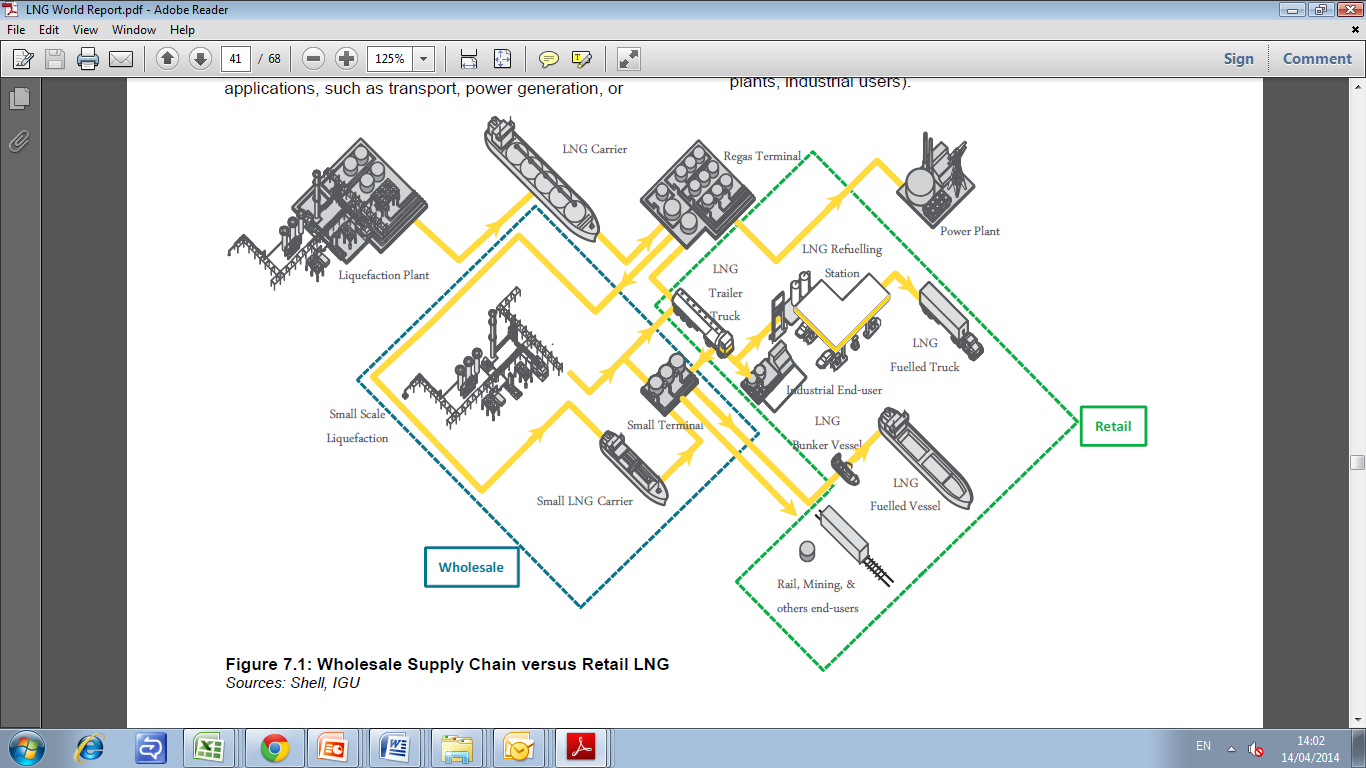 LNG World Report.pdf - Adobe Reader
File Edit View Window Help
41 / 68 125% Sign Comment
applications, such as transport, power generation, or
plants, industrial users).
LNG Carrier
Regas Terminal
Power Plant
Liquefaction Plant
LNG Refuelling
Station
LNG
Trailer
Truck
LNG
Fuelled Truck
Industrial End-user
Small Scale
Liquefaction
Small Terminal
LNG
Bunker Vessel
Retail
Small LNG Carrier
LNG
Fuelled Vessel
Wholesale
Rail, Mining, &
others end-users
Figure 7.1: Wholesale Supply Chain versus Retail LNG
Sources: Shell, IGU
EN
14:02
14/04/2014